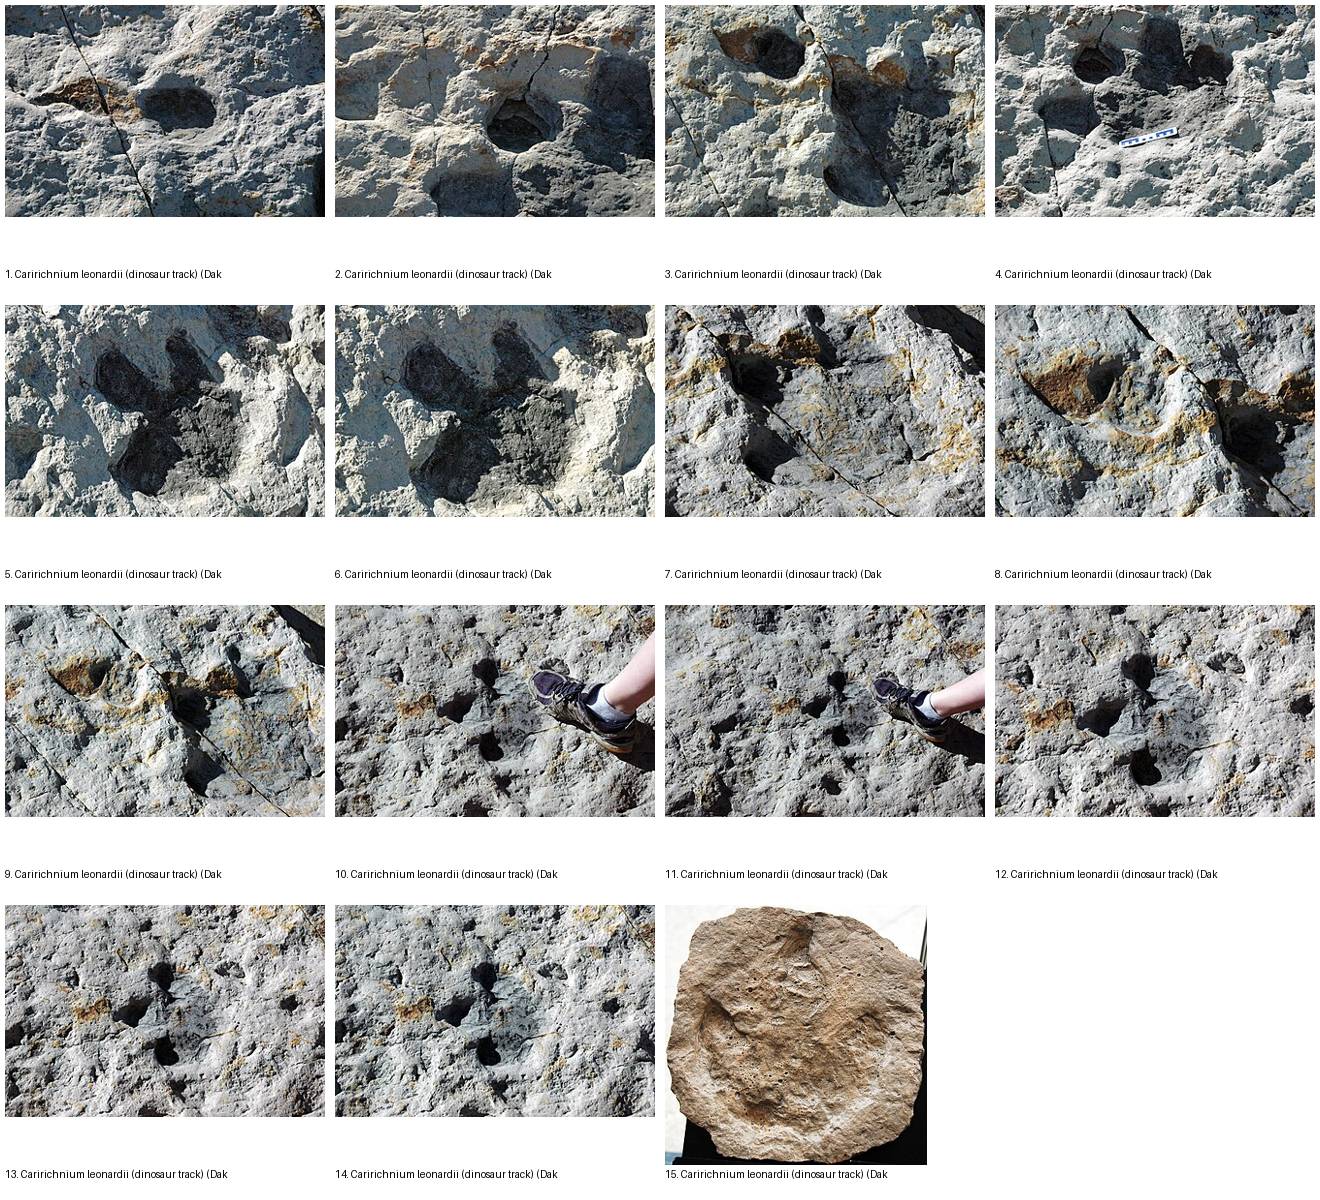 1. Caririchnium leonardii (dinosaur track) (Dak
2. Caririchnium leonardii (dinosaur track) (Dak
3. Caririchnium leonardii (dinosaur track) (Dak
4. Caririchnium leonardii (dinosaur track) (Dak
5. Caririchnium leonardii (dinosaur track) (Dak
6. Caririchnium leonardii (dinosaur track) (Dak
7. Caririchnium leonardii (dinosaur track) (Dak
8. Caririchnium leonardii (dinosaur track) (Dak
9. Caririchnium leonardii (dinosaur track) (Dak
10. Caririchnium leonardii (dinosaur track) (Dak
11. Caririchnium leonardii (dinosaur track) (Dak
12. Caririchnium leonardii (dinosaur track) (Dak
13. Caririchnium leonardii (dinosaur track) (Dak
14. Caririchnium leonardii (dinosaur track) (Dak
15. Caririchnium leonardii (dinosaur track) (Dak